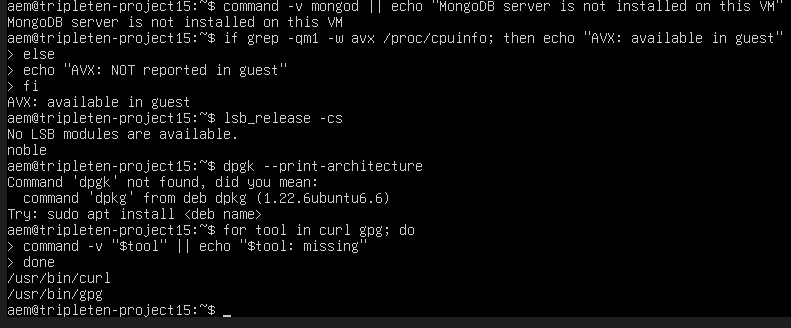 aem@tripleten-project15:~$ command -v mongod || echo "MongoDB server is not installed on this VM"
MongoDB server is not installed on this VM
aem@tripleten-project15:~$ if grep -qm1 -w avx /proc/cpuinfo; then echo "AVX: available in guest"
> else
> echo "AVX: NOT reported in guest"
> fi
AVX: available in guest
aem@tripleten-project15:~$ lsb_release -cs
No LSB modules are available.
noble
aem@tripleten-project15:~$ dpgk --print-architecture
Command 'dpgk' not found, did you mean:
  command 'dpkg' from deb dpkg (1.22.6ubuntu6.6)
Try: sudo apt install <deb name>
aem@tripleten-project15:~$ for tool in curl gpg; do
> command -v "$tool" || echo "$tool: missing"
> done
/usr/bin/curl
/usr/bin/gpg
aem@tripleten-project15:~$ _